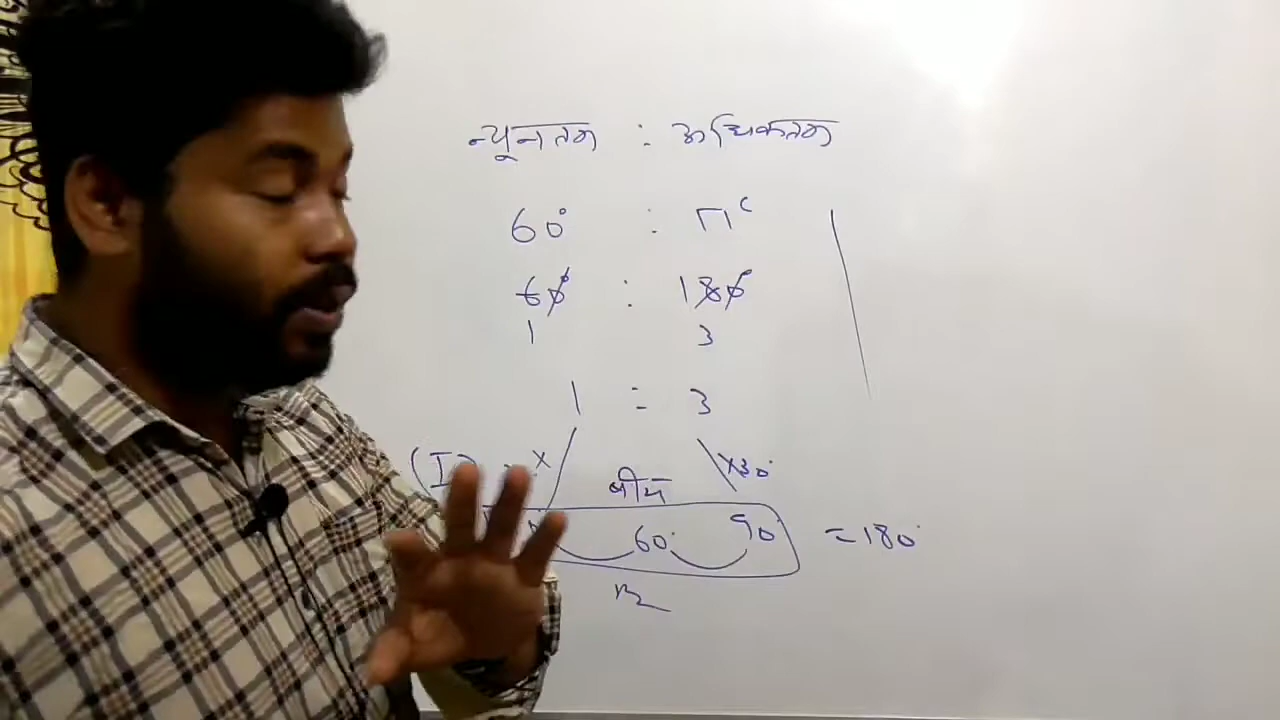 न्यूनतम : अधिकतम
60° : π^c
60° : 180°
1 3
1 : 3
(I) × ×30°
बीच
60° 90° = 180°